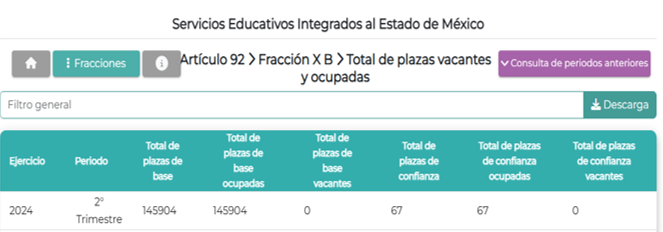 Servicios Educativos Integrados al Estado de México
Fracciones
Artículo 92 > Fracción X B > Total de plazas vacantes
y ocupadas
Consulta de periodos anteriores
Filtro general
Descarga
Ejercicio
Periodo
Total de
plazas de
base
Total de
plazas de
base
ocupadas
Total de
plazas de
base
vacantes
Total de
plazas de
confianza
Total de plazas
de confianza
ocupadas
Total de plazas
de confianza
vacantes
2024
2°
Trimestre
145904
145904
0
67
67
0